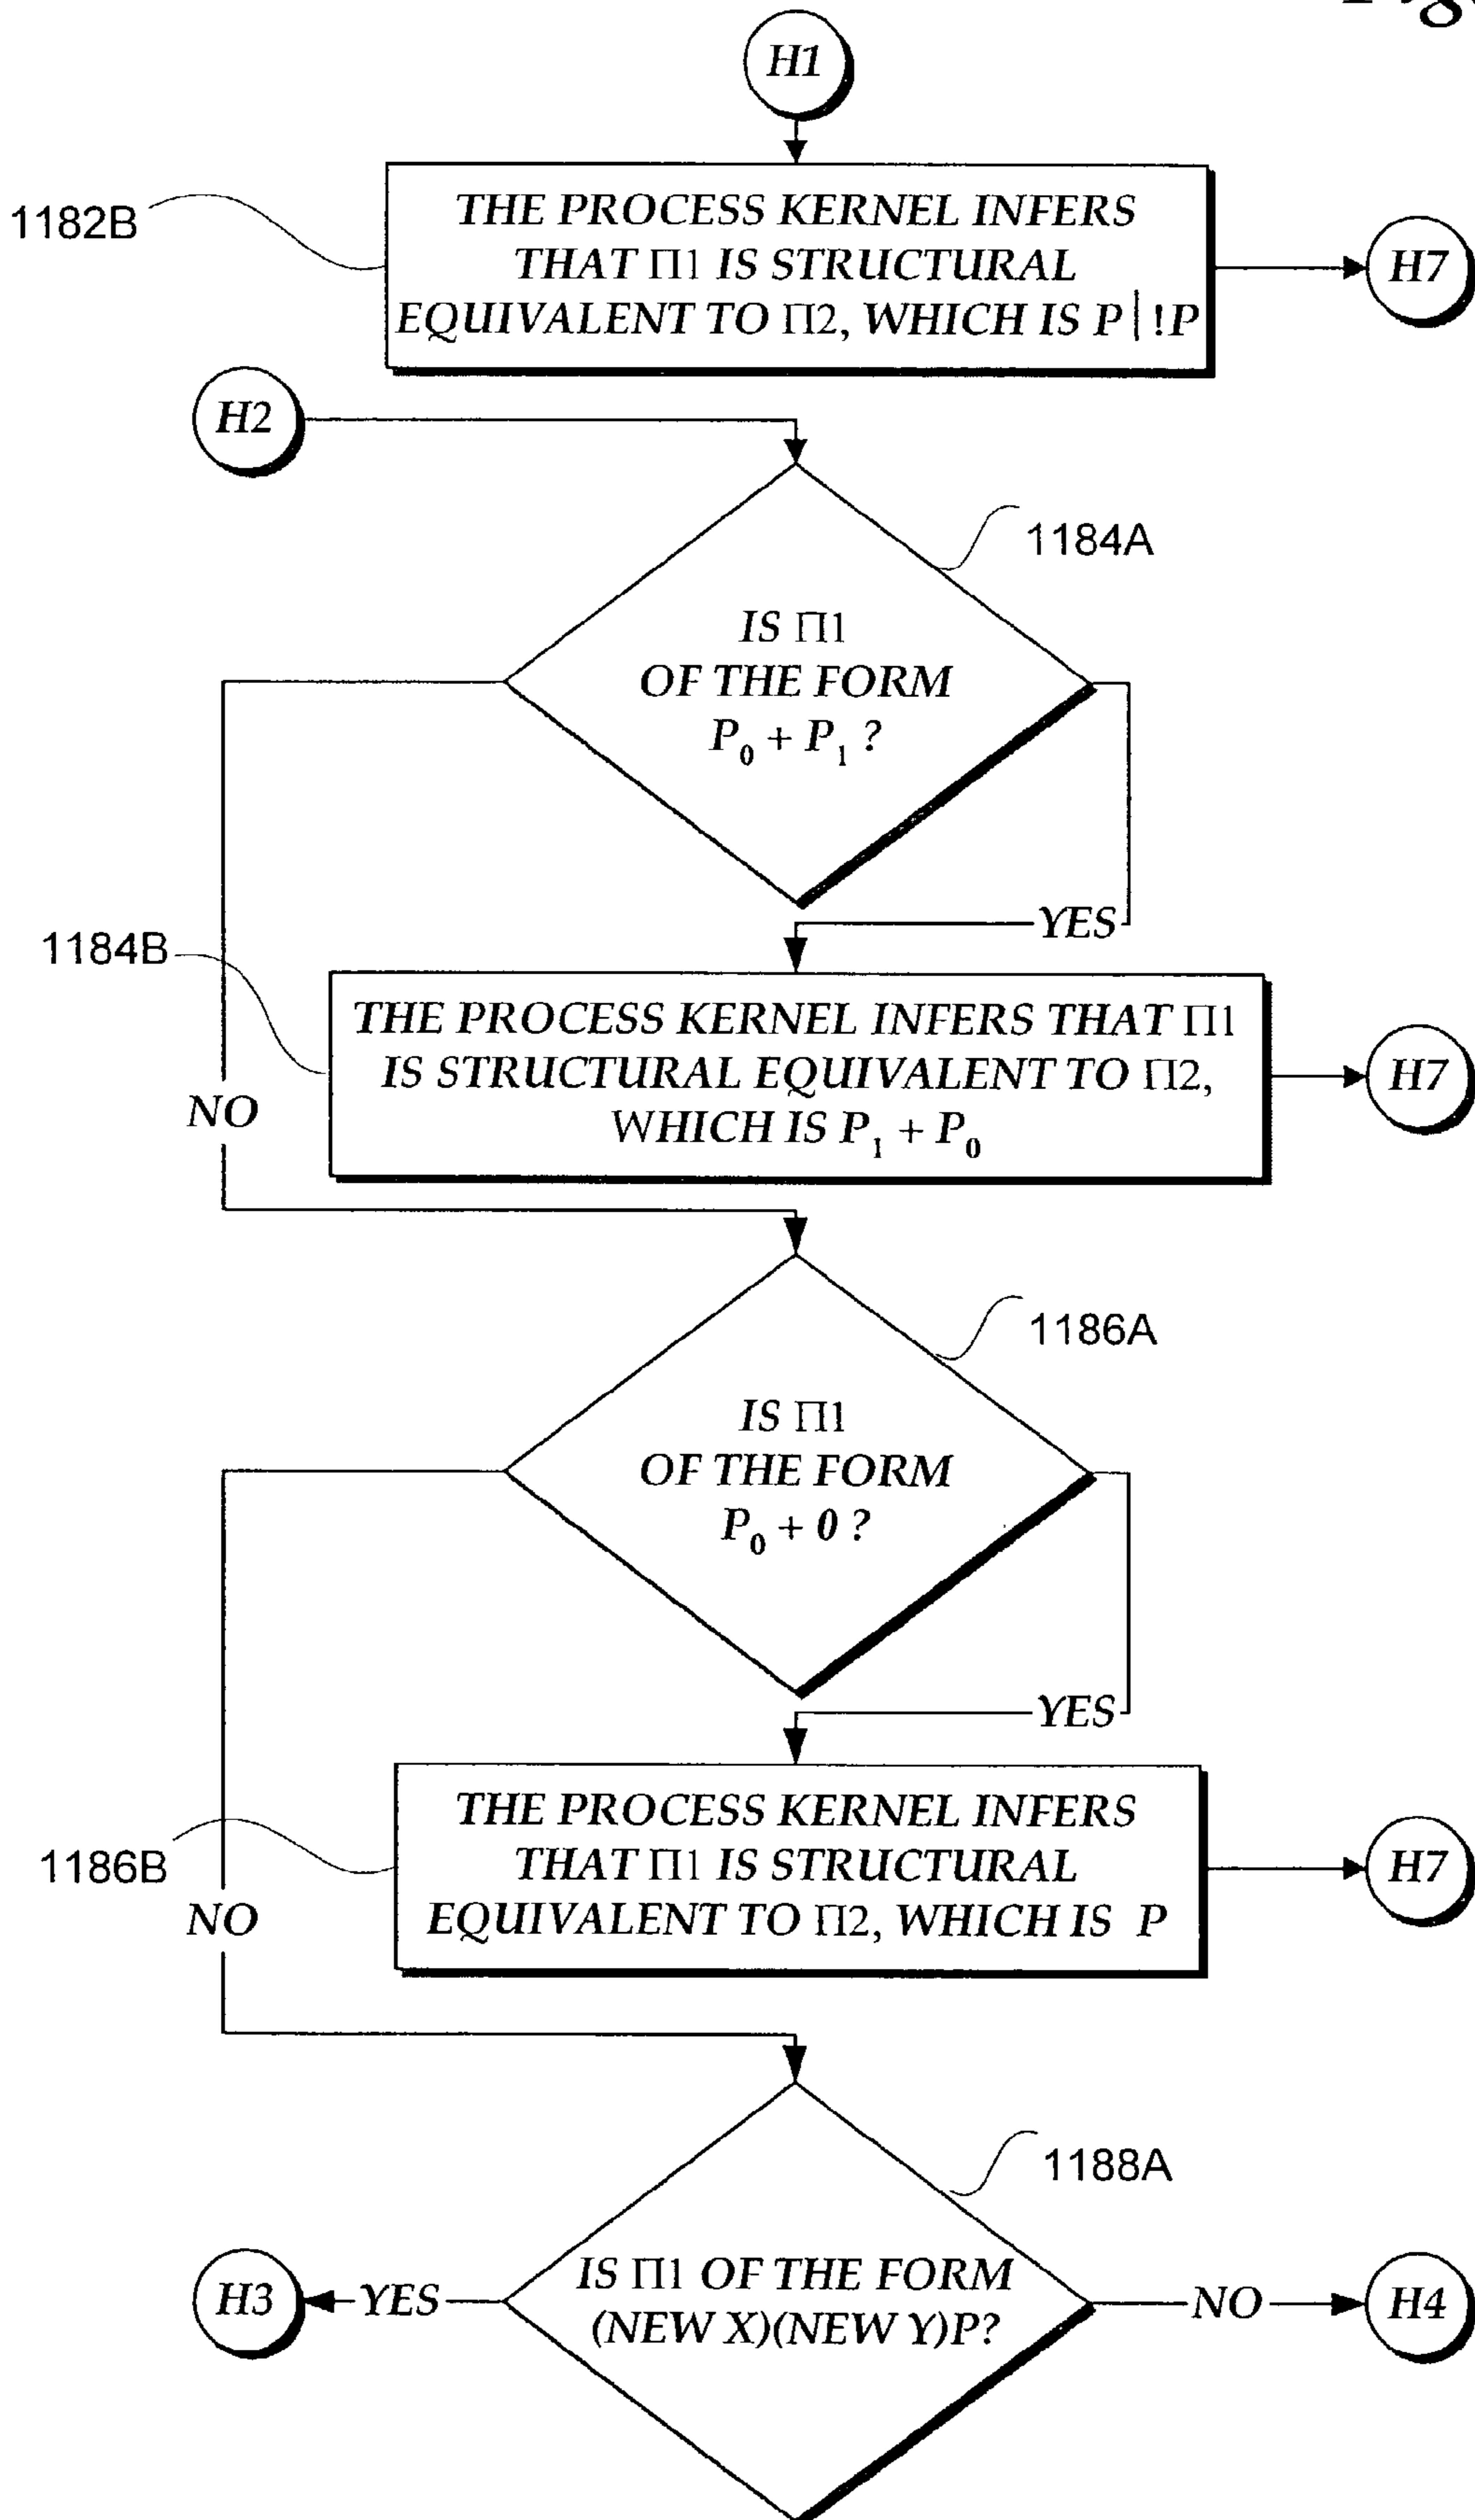 H1
1182B
THE PROCESS KERNEL INFERS
THAT Π1 IS STRUCTURAL
EQUIVALENT TO Π2, WHICH IS P | !P
H7
H2
1184A
IS Π1
OF THE FORM
P₀ + P₁ ?
YES
1184B
THE PROCESS KERNEL INFERS THAT Π1
IS STRUCTURAL EQUIVALENT TO Π2,
WHICH IS P₁ + P₀
H7
NO
1186A
IS Π1
OF THE FORM
P₀ + 0 ?
YES
1186B
THE PROCESS KERNEL INFERS
THAT Π1 IS STRUCTURAL
EQUIVALENT TO Π2, WHICH IS P
H7
NO
1188A
IS Π1 OF THE FORM
(NEW X)(NEW Y)P?
H3
YES
NO
H4